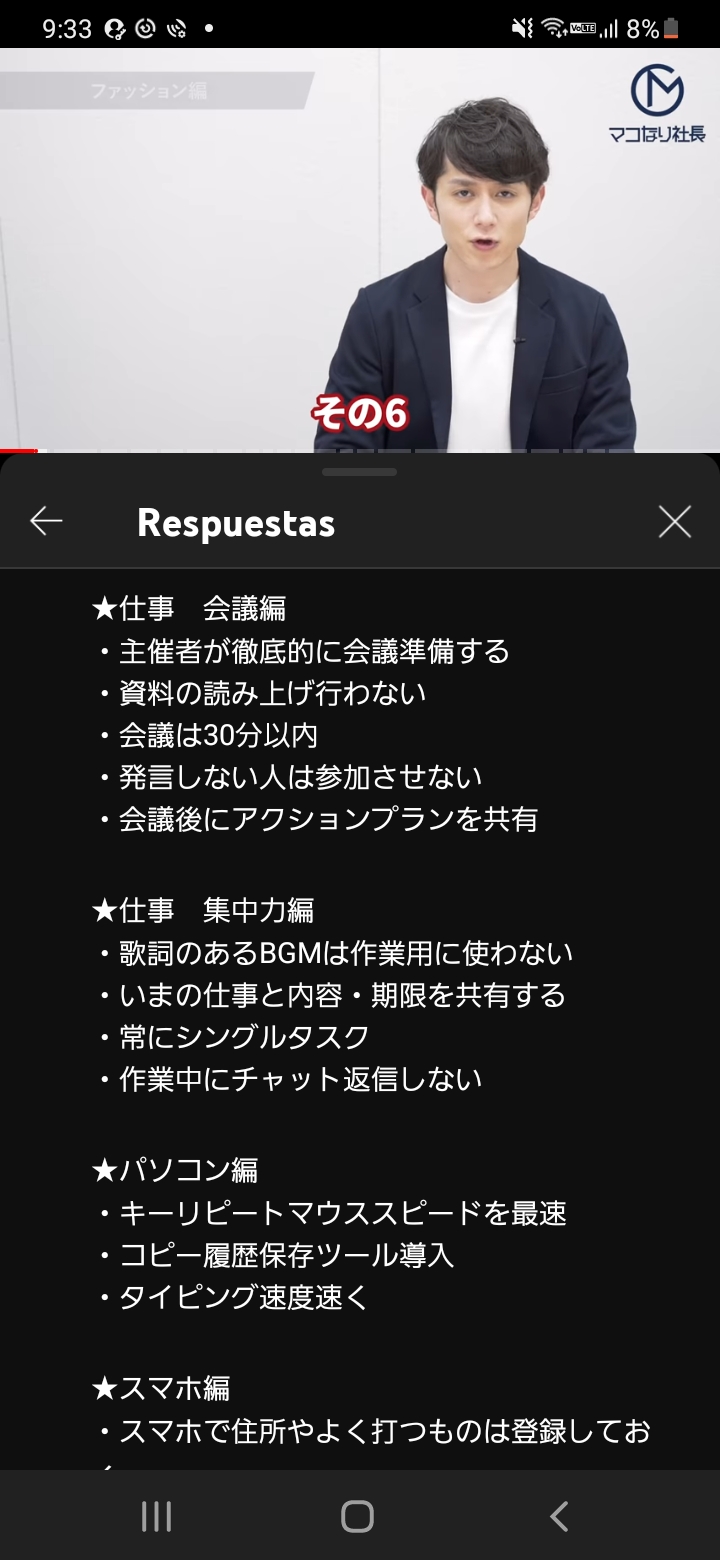 9:33
VoLTE
8%
ファッション編
マコなり社長
その6
Respuestas
★仕事　会議編
・主催者が徹底的に会議準備する
・資料の読み上げ行わない
・会議は30分以内
・発言しない人は参加させない
・会議後にアクションプランを共有
★仕事　集中力編
・歌詞のあるBGMは作業用に使わない
・いまの仕事と内容・期限を共有する
・常にシングルタスク
・作業中にチャット返信しない
★パソコン編
・キーリピートマウススピードを最速
・コピー履歴保存ツール導入
・タイピング速度速く
★スマホ編
・スマホで住所やよく打つものは登録してお